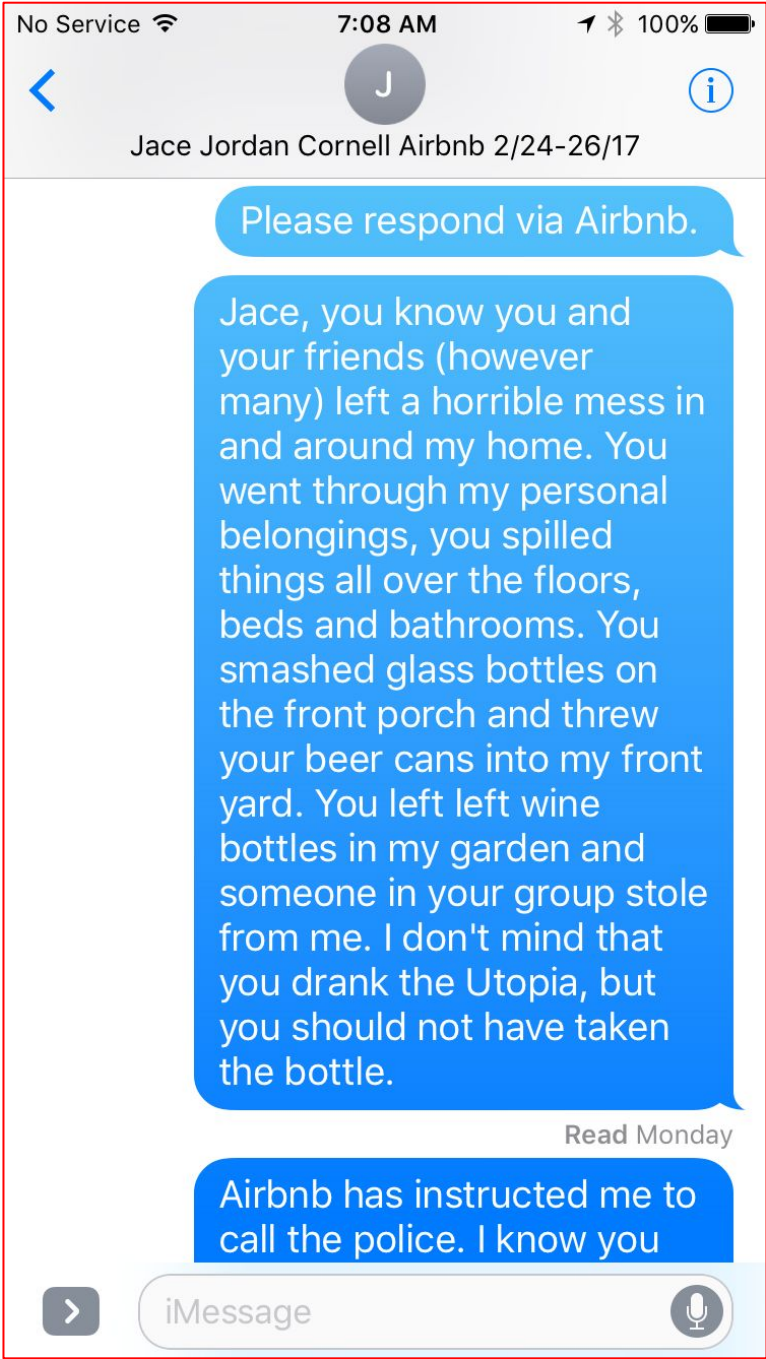 No Service 7:08 AM 100%
J
i
Jace Jordan Cornell Airbnb 2/24-26/17
Please respond via Airbnb.
Jace, you know you and
your friends (however
many) left a horrible mess in
and around my home. You
went through my personal
belongings, you spilled
things all over the floors,
beds and bathrooms. You
smashed glass bottles on
the front porch and threw
your beer cans into my front
yard. You left left wine
bottles in my garden and
someone in your group stole
from me. I don't mind that
you drank the Utopia, but
you should not have taken
the bottle.
Read Monday
Airbnb has instructed me to
call the police. I know you
iMessage